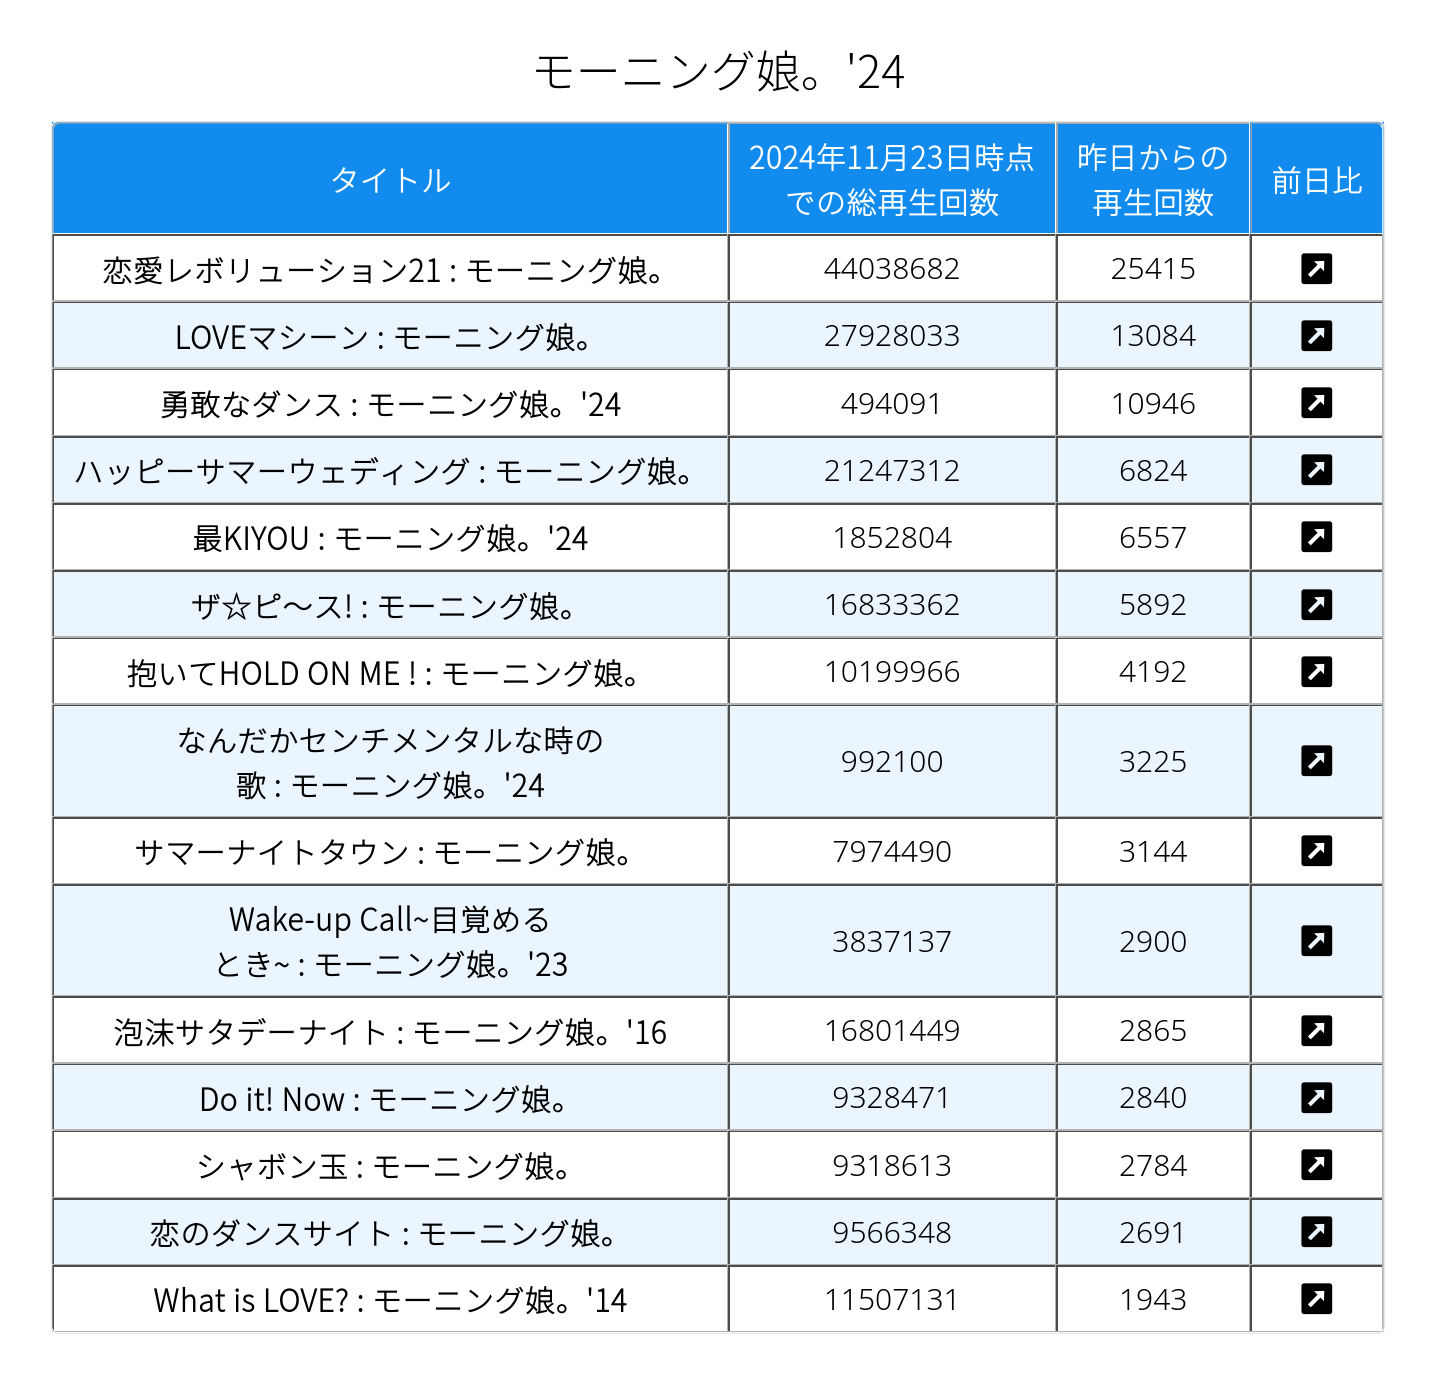 モーニング娘。'24
タイトル
2024年11月23日時点
での総再生回数
昨日からの
再生回数
前日比
恋愛レボリューション21 : モーニング娘。 44038682 25415
LOVEマシーン : モーニング娘。 27928033 13084
勇敢なダンス : モーニング娘。'24 494091 10946
ハッピーサマーウェディング : モーニング娘。 21247312 6824
最KIYOU : モーニング娘。'24 1852804 6557
ザ☆ピ〜ス! : モーニング娘。 16833362 5892
抱いてHOLD ON ME ! : モーニング娘。 10199966 4192
なんだかセンチメンタルな時の
歌 : モーニング娘。'24 992100 3225
サマーナイトタウン : モーニング娘。 7974490 3144
Wake-up Call~目覚める
とき~ : モーニング娘。'23 3837137 2900
泡沫サタデーナイト : モーニング娘。'16 16801449 2865
Do it! Now : モーニング娘。 9328471 2840
シャボン玉 : モーニング娘。 9318613 2784
恋のダンスサイト : モーニング娘。 9566348 2691
What is LOVE? : モーニング娘。'14 11507131 1943